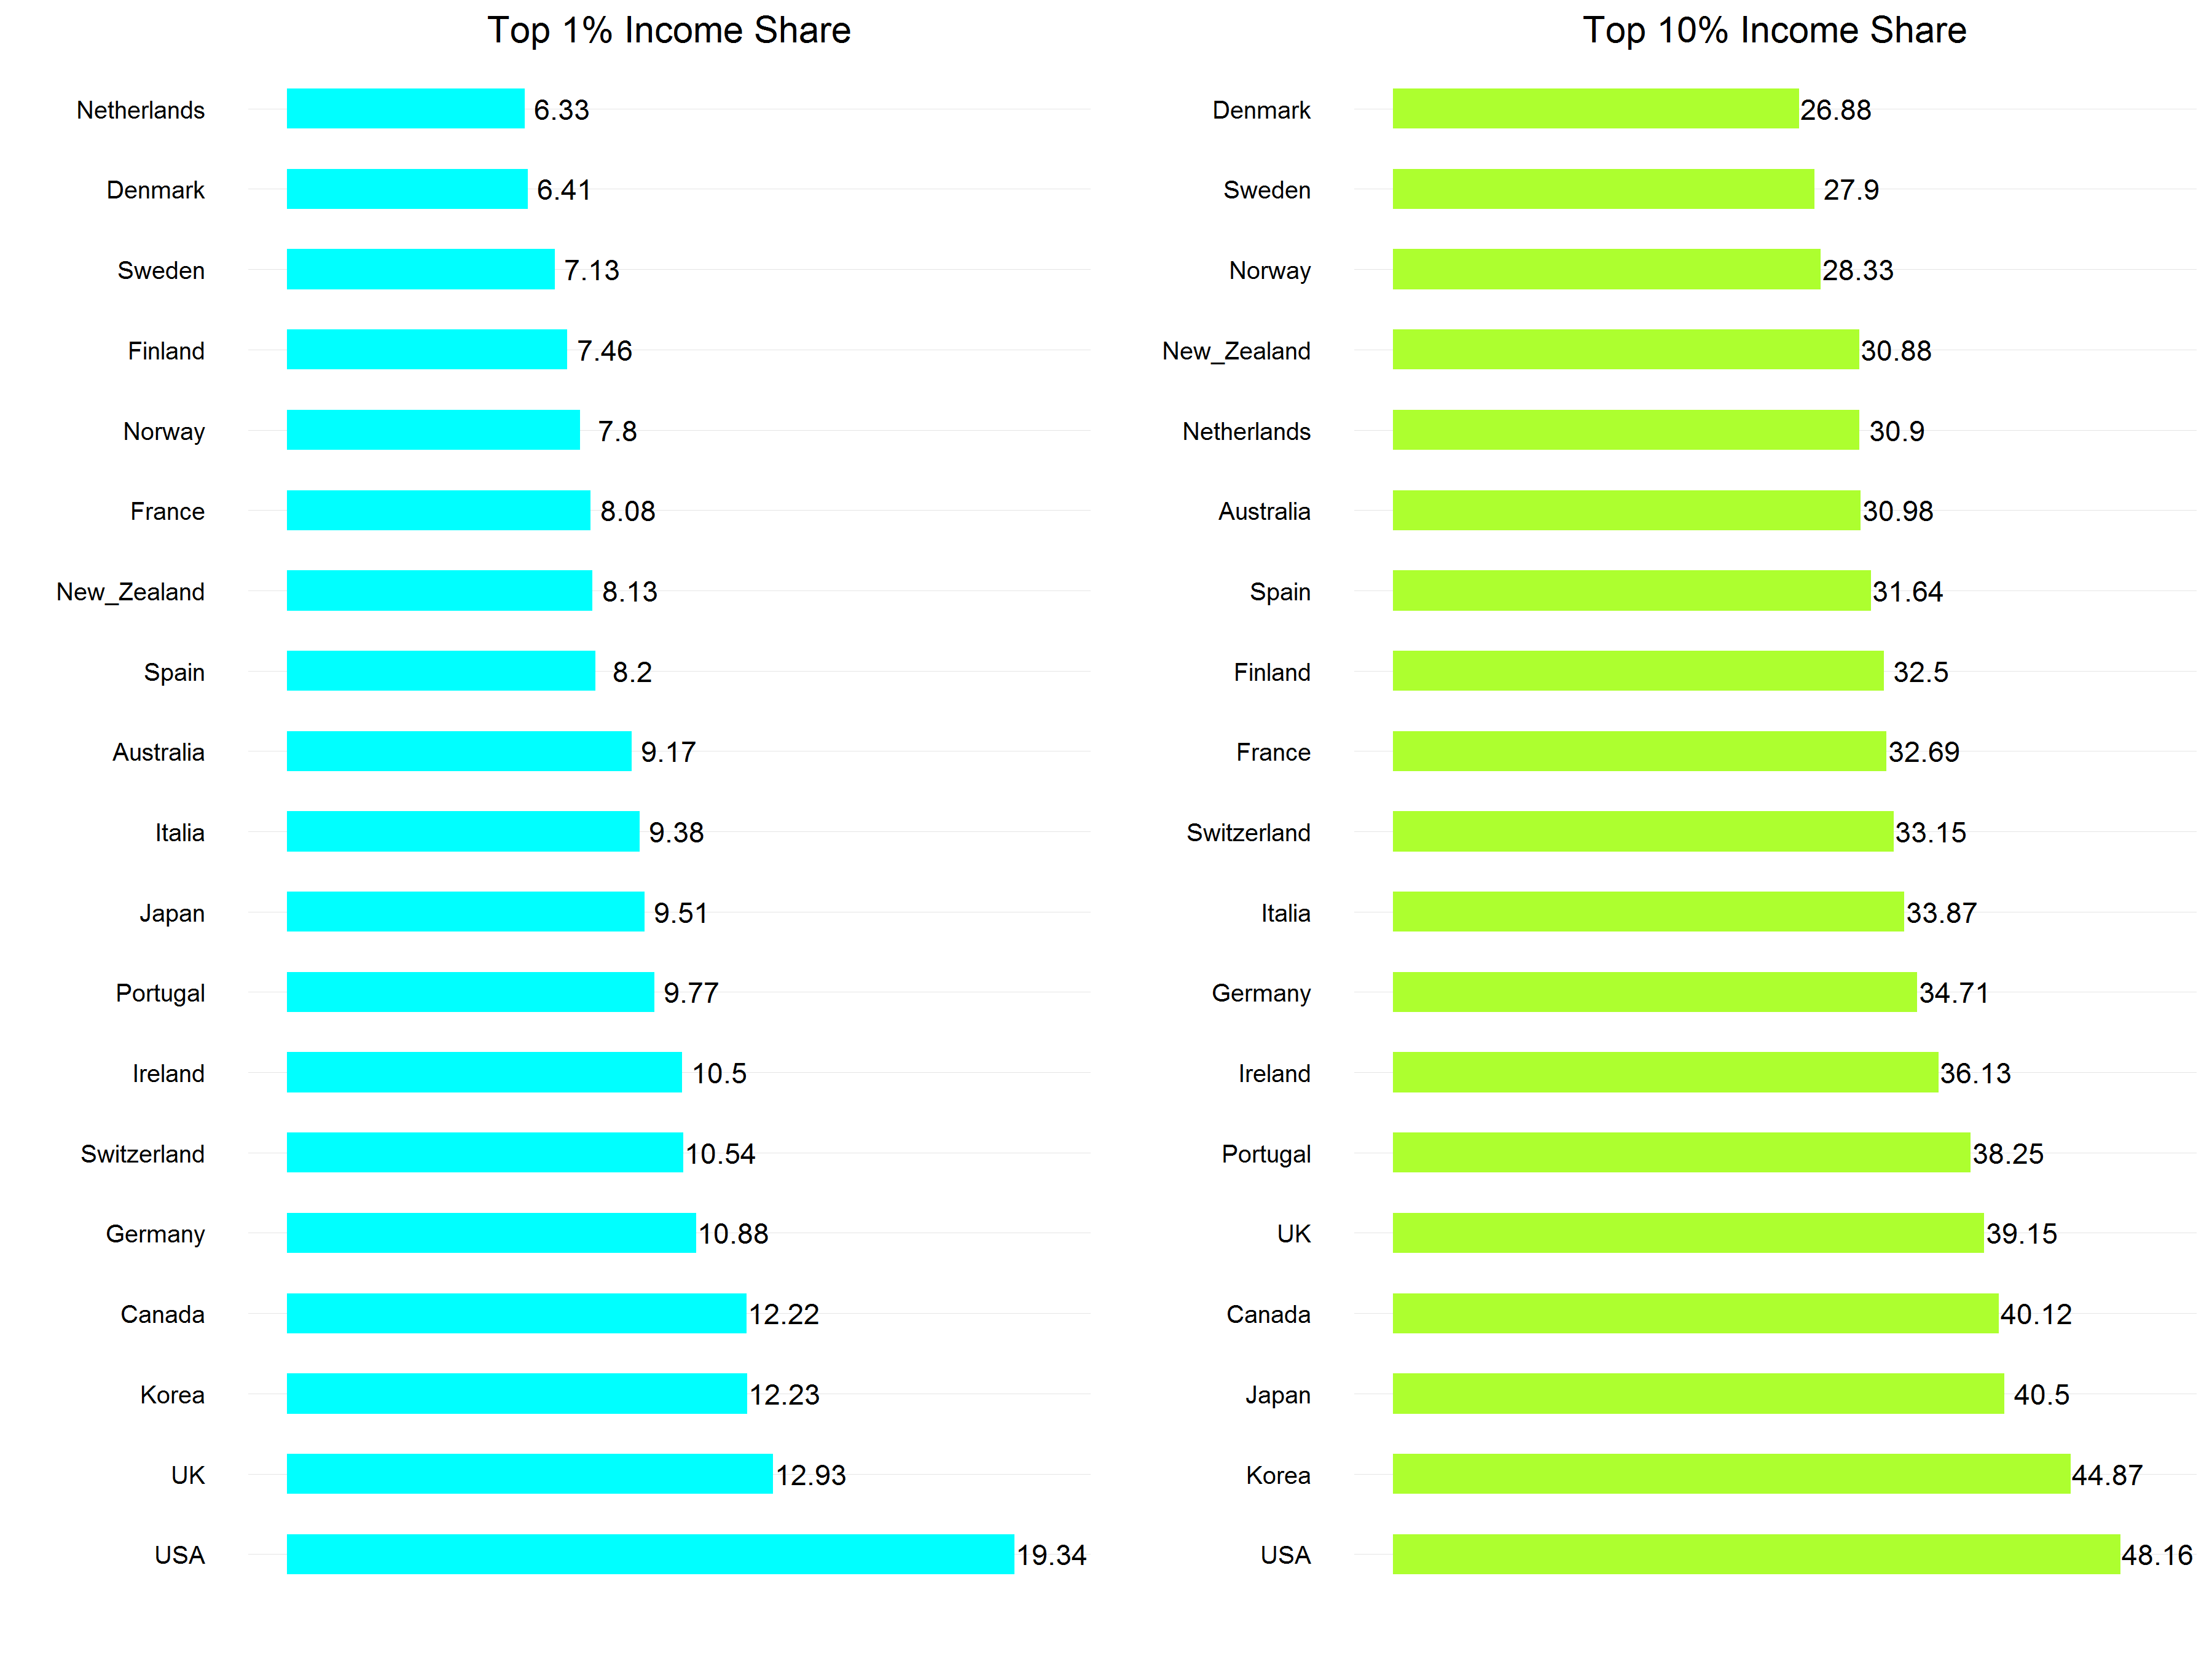 Top 1% Income Share
Netherlands 6.33
Denmark 6.41
Sweden 7.13
Finland 7.46
Norway 7.8
France 8.08
New_Zealand 8.13
Spain 8.2
Australia 9.17
Italia 9.38
Japan 9.51
Portugal 9.77
Ireland 10.5
Switzerland 10.54
Germany 10.88
Canada 12.22
Korea 12.23
UK 12.93
USA 19.34
Top 10% Income Share
Denmark 26.88
Sweden 27.9
Norway 28.33
New_Zealand 30.88
Netherlands 30.9
Australia 30.98
Spain 31.64
Finland 32.5
France 32.69
Switzerland 33.15
Italia 33.87
Germany 34.71
Ireland 36.13
Portugal 38.25
UK 39.15
Canada 40.12
Japan 40.5
Korea 44.87
USA 48.16